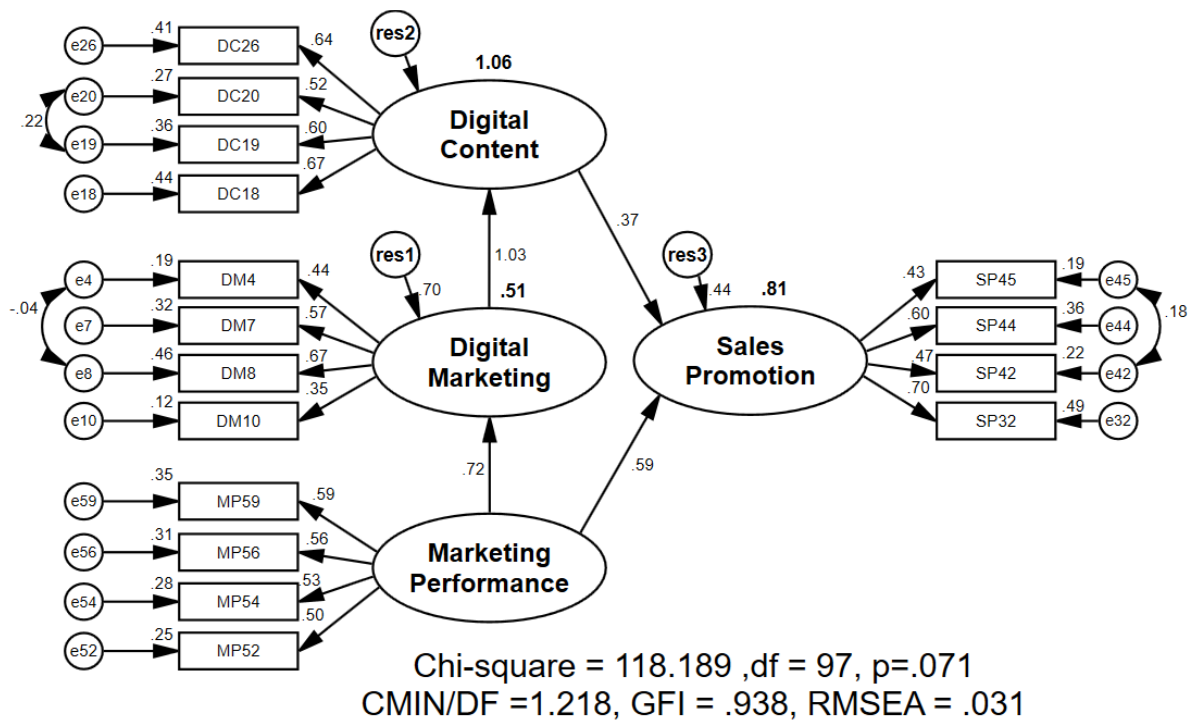 e26
.41
DC26
.64
e20
.27
DC20
.52
.22
e19
.36
DC19
.60
e18
.44
DC18
.67
res2
1.06
Digital
Content
.37
1.03
e4
.19
DM4
.44
-.04
e7
.32
DM7
.57
e8
.46
DM8
.67
e10
.12
DM10
.35
res1
.70
.51
Digital
Marketing
.72
res3
.44
.81
Sales
Promotion
.59
.43
SP45
.19
e45
.18
.60
SP44
.36
e44
.47
SP42
.22
e42
.70
SP32
.49
e32
e59
.35
MP59
.59
e56
.31
MP56
.56
e54
.28
MP54
.53
e52
.25
MP52
.50
Marketing
Performance
Chi-square = 118.189 ,df = 97, p=.071
CMIN/DF =1.218, GFI = .938, RMSEA = .031